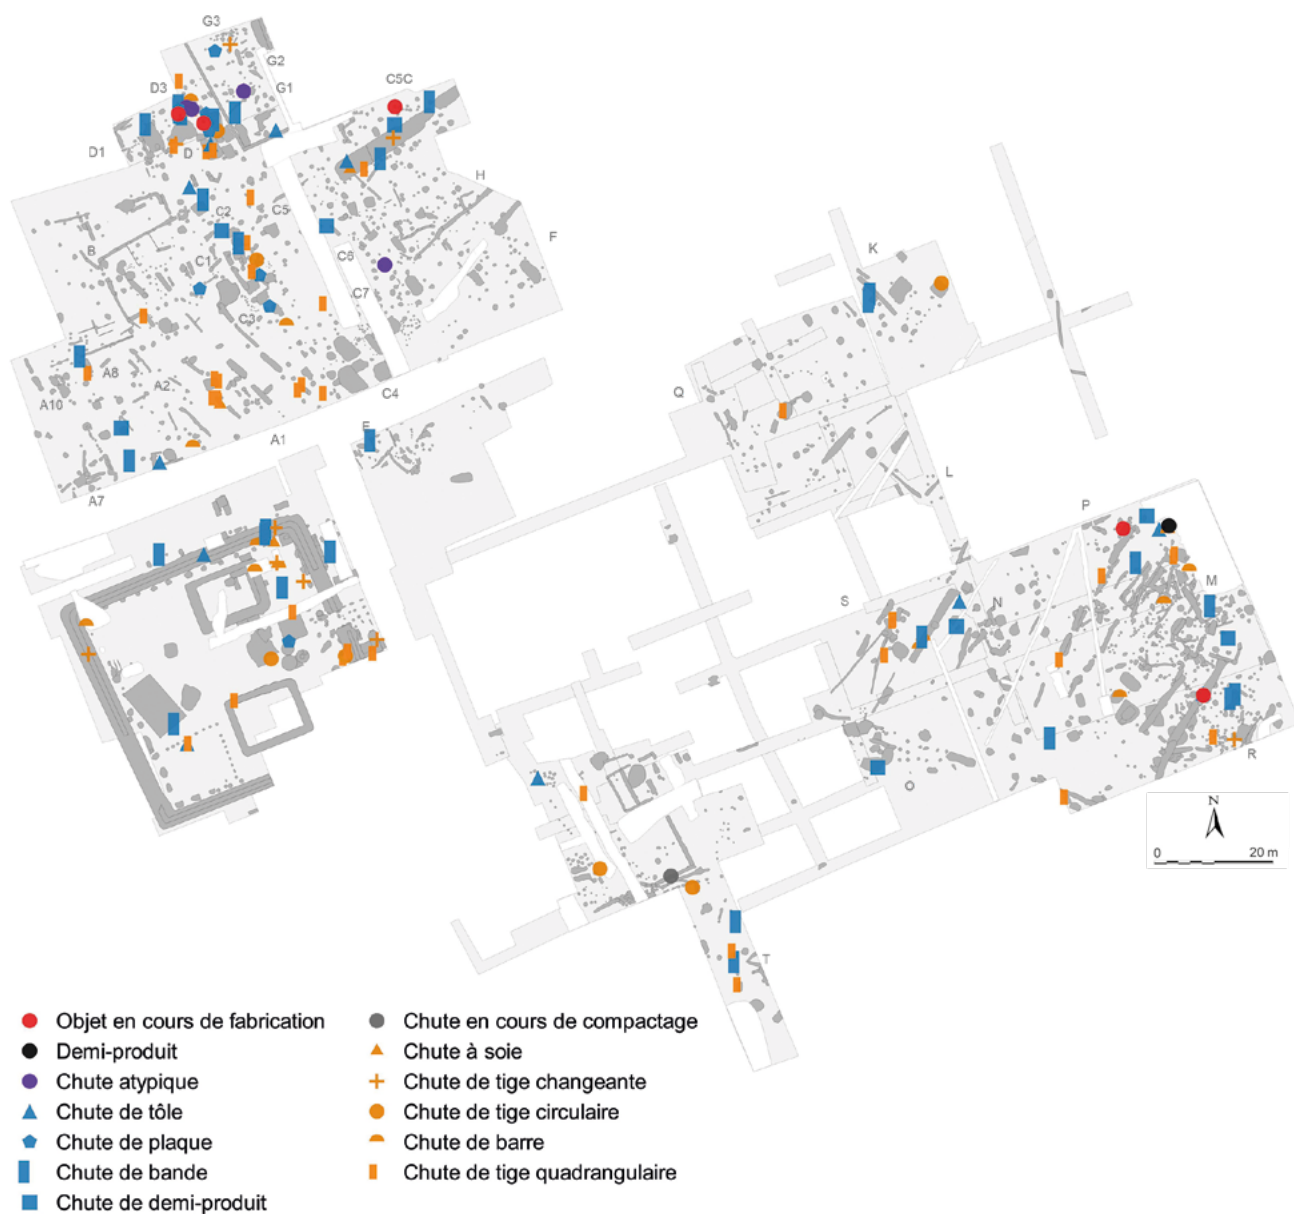 G3
G2
D3
G1
C5C
D1
D
H
C2
C5
B
C1
C6
F
C7
C3
K
A8
A2
A10
C4
Q
E
A1
A7
L
P
S
N
M
R
O
T
N
0 20 m
Objet en cours de fabrication
Demi-produit
Chute atypique
Chute de tôle
Chute de plaque
Chute de bande
Chute de demi-produit
Chute en cours de compactage
Chute à soie
Chute de tige changeante
Chute de tige circulaire
Chute de barre
Chute de tige quadrangulaire